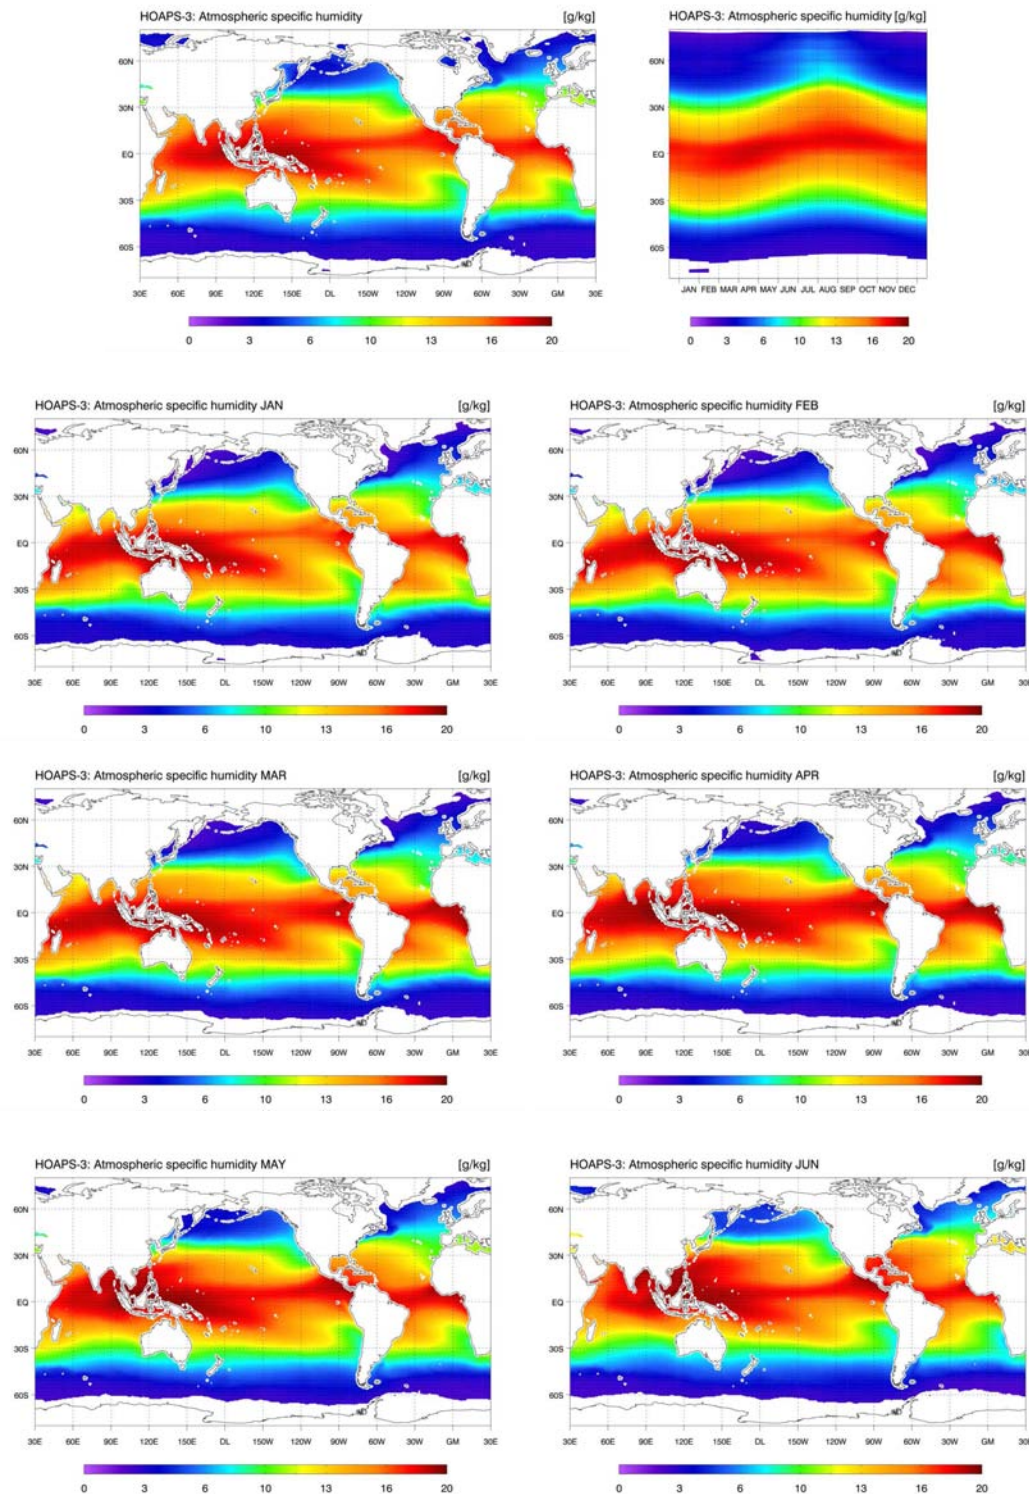 HOAPS-3: Atmospheric specific humidity [g/kg]
60N
30N
EQ
30S
60S
30E 60E 90E 120E 150E DL 150W 120W 90W 60W 30W GM 30E
0 3 6 10 13 16 20
HOAPS-3: Atmospheric specific humidity [g/kg]
60N
30N
EQ
30S
60S
JAN FEB MAR APR MAY JUN JUL AUG SEP OCT NOV DEC
0 3 6 10 13 16 20
HOAPS-3: Atmospheric specific humidity JAN [g/kg]
60N
30N
EQ
30S
60S
30E 60E 90E 120E 150E DL 150W 120W 90W 60W 30W GM 30E
0 3 6 10 13 16 20
HOAPS-3: Atmospheric specific humidity FEB [g/kg]
60N
30N
EQ
30S
60S
30E 60E 90E 120E 150E DL 150W 120W 90W 60W 30W GM 30E
0 3 6 10 13 16 20
HOAPS-3: Atmospheric specific humidity MAR [g/kg]
60N
30N
EQ
30S
60S
30E 60E 90E 120E 150E DL 150W 120W 90W 60W 30W GM 30E
0 3 6 10 13 16 20
HOAPS-3: Atmospheric specific humidity APR [g/kg]
60N
30N
EQ
30S
60S
30E 60E 90E 120E 150E DL 150W 120W 90W 60W 30W GM 30E
0 3 6 10 13 16 20
HOAPS-3: Atmospheric specific humidity MAY [g/kg]
60N
30N
EQ
30S
60S
30E 60E 90E 120E 150E DL 150W 120W 90W 60W 30W GM 30E
0 3 6 10 13 16 20
HOAPS-3: Atmospheric specific humidity JUN [g/kg]
60N
30N
EQ
30S
60S
30E 60E 90E 120E 150E DL 150W 120W 90W 60W 30W GM 30E
0 3 6 10 13 16 20